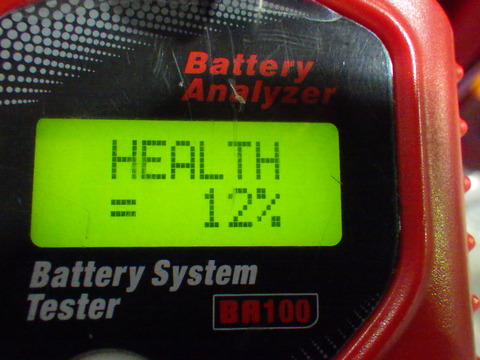 Battery
Analyzer
HEALTH
= 12%
Battery System
Tester
BA100